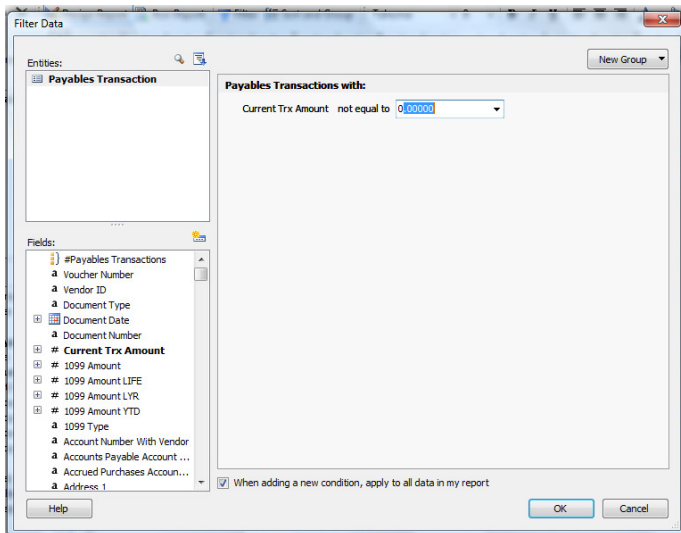 Filter Data
Entities:
Payables Transaction
New Group
Payables Transactions with:
Current Trx Amount not equal to 0.00000
Fields:
#Payables Transactions
a Voucher Number
a Vendor ID
a Document Type
Document Date
a Document Number
# Current Trx Amount
# 1099 Amount
# 1099 Amount LIFE
# 1099 Amount LYR
# 1099 Amount YTD
a 1099 Type
a Account Number With Vendor
a Accounts Payable Account ...
a Accrued Purchases Accoun...
a Address 1
When adding a new condition, apply to all data in my report
Help
OK
Cancel